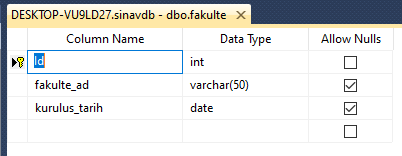 DESKTOP-VU9LD27.sinavdb - dbo.fakulte
Column Name Data Type Allow Nulls
Id int
fakulte_ad varchar(50)
kurulus_tarih date